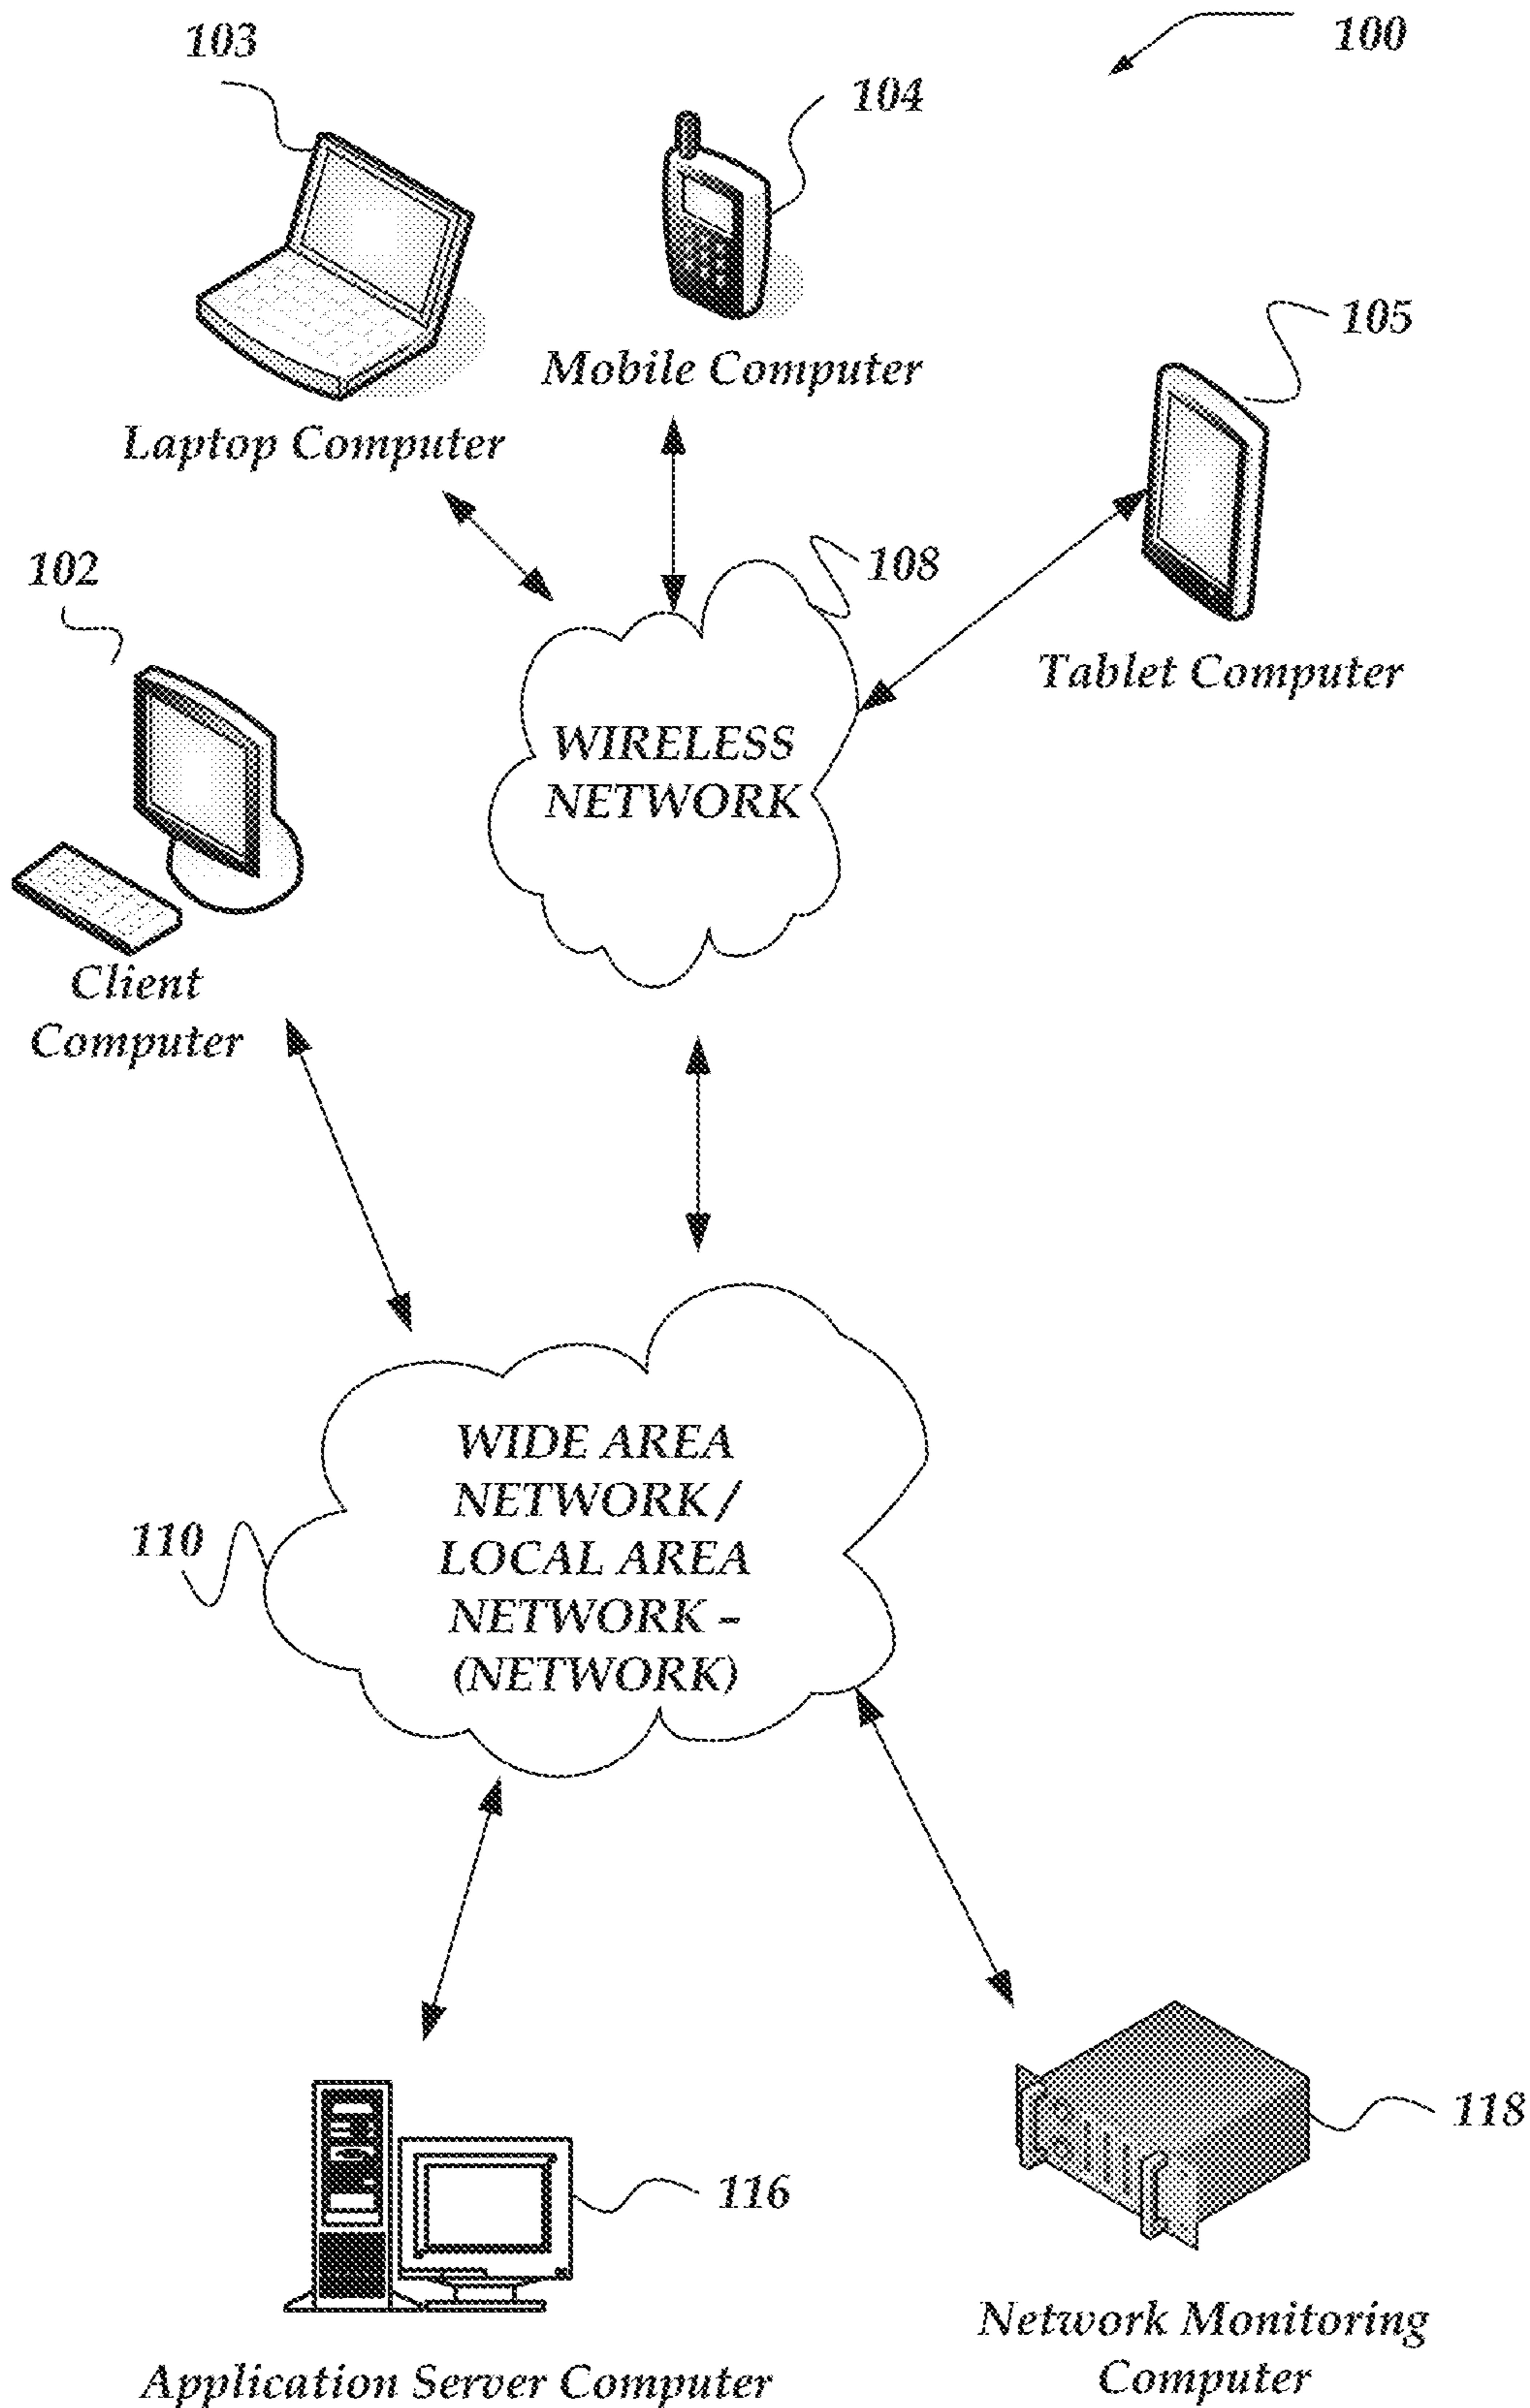 103
100
104
105
Mobile Computer
Laptop Computer
108
102
Tablet Computer
WIRELESS
NETWORK
Client
Computer
WIDE AREA
NETWORK /
LOCAL AREA
NETWORK –
(NETWORK)
110
118
116
Network Monitoring
Computer
Application Server Computer